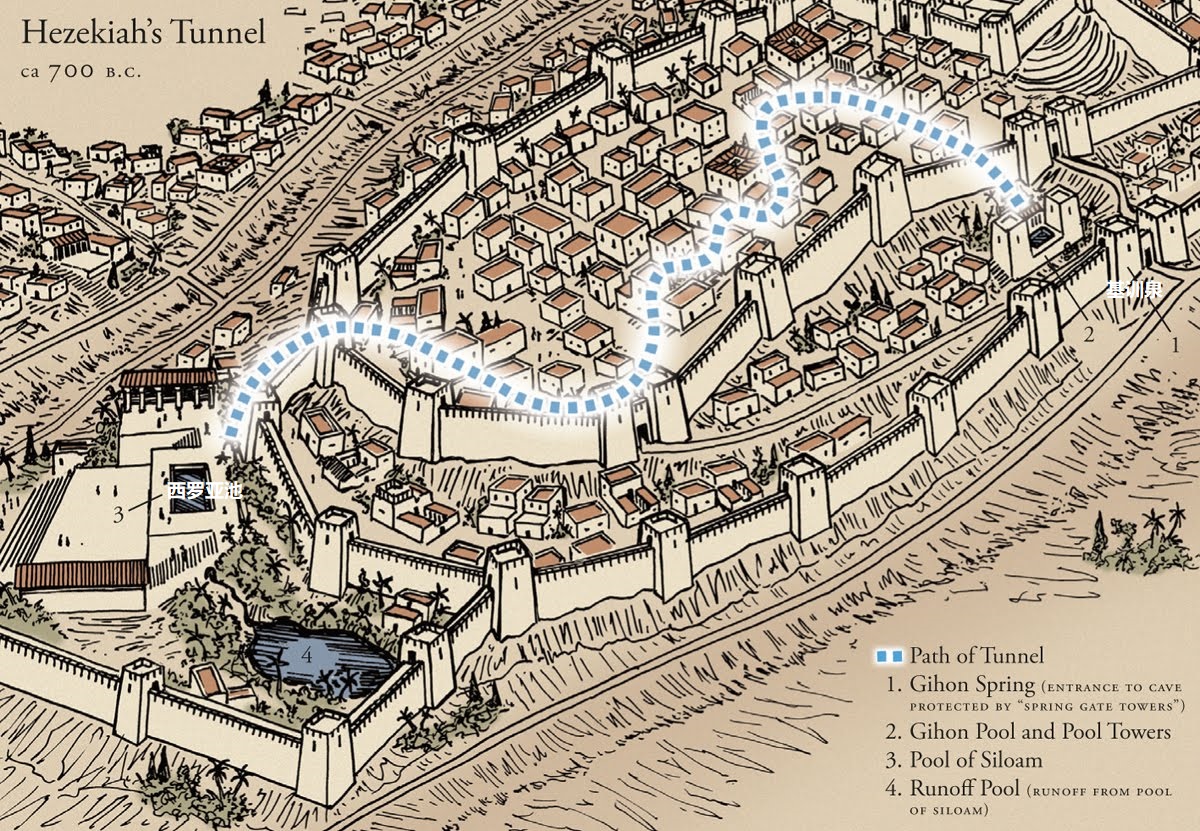 Hezekiah's Tunnel
ca 700 B.C.
基训泉
2
1
西罗亚池
3
4
Path of Tunnel
1. Gihon Spring (ENTRANCE TO CAVE
PROTECTED BY "SPRING GATE TOWERS")
2. Gihon Pool and Pool Towers
3. Pool of Siloam
4. Runoff Pool (RUNOFF FROM POOL
OF SILOAM)